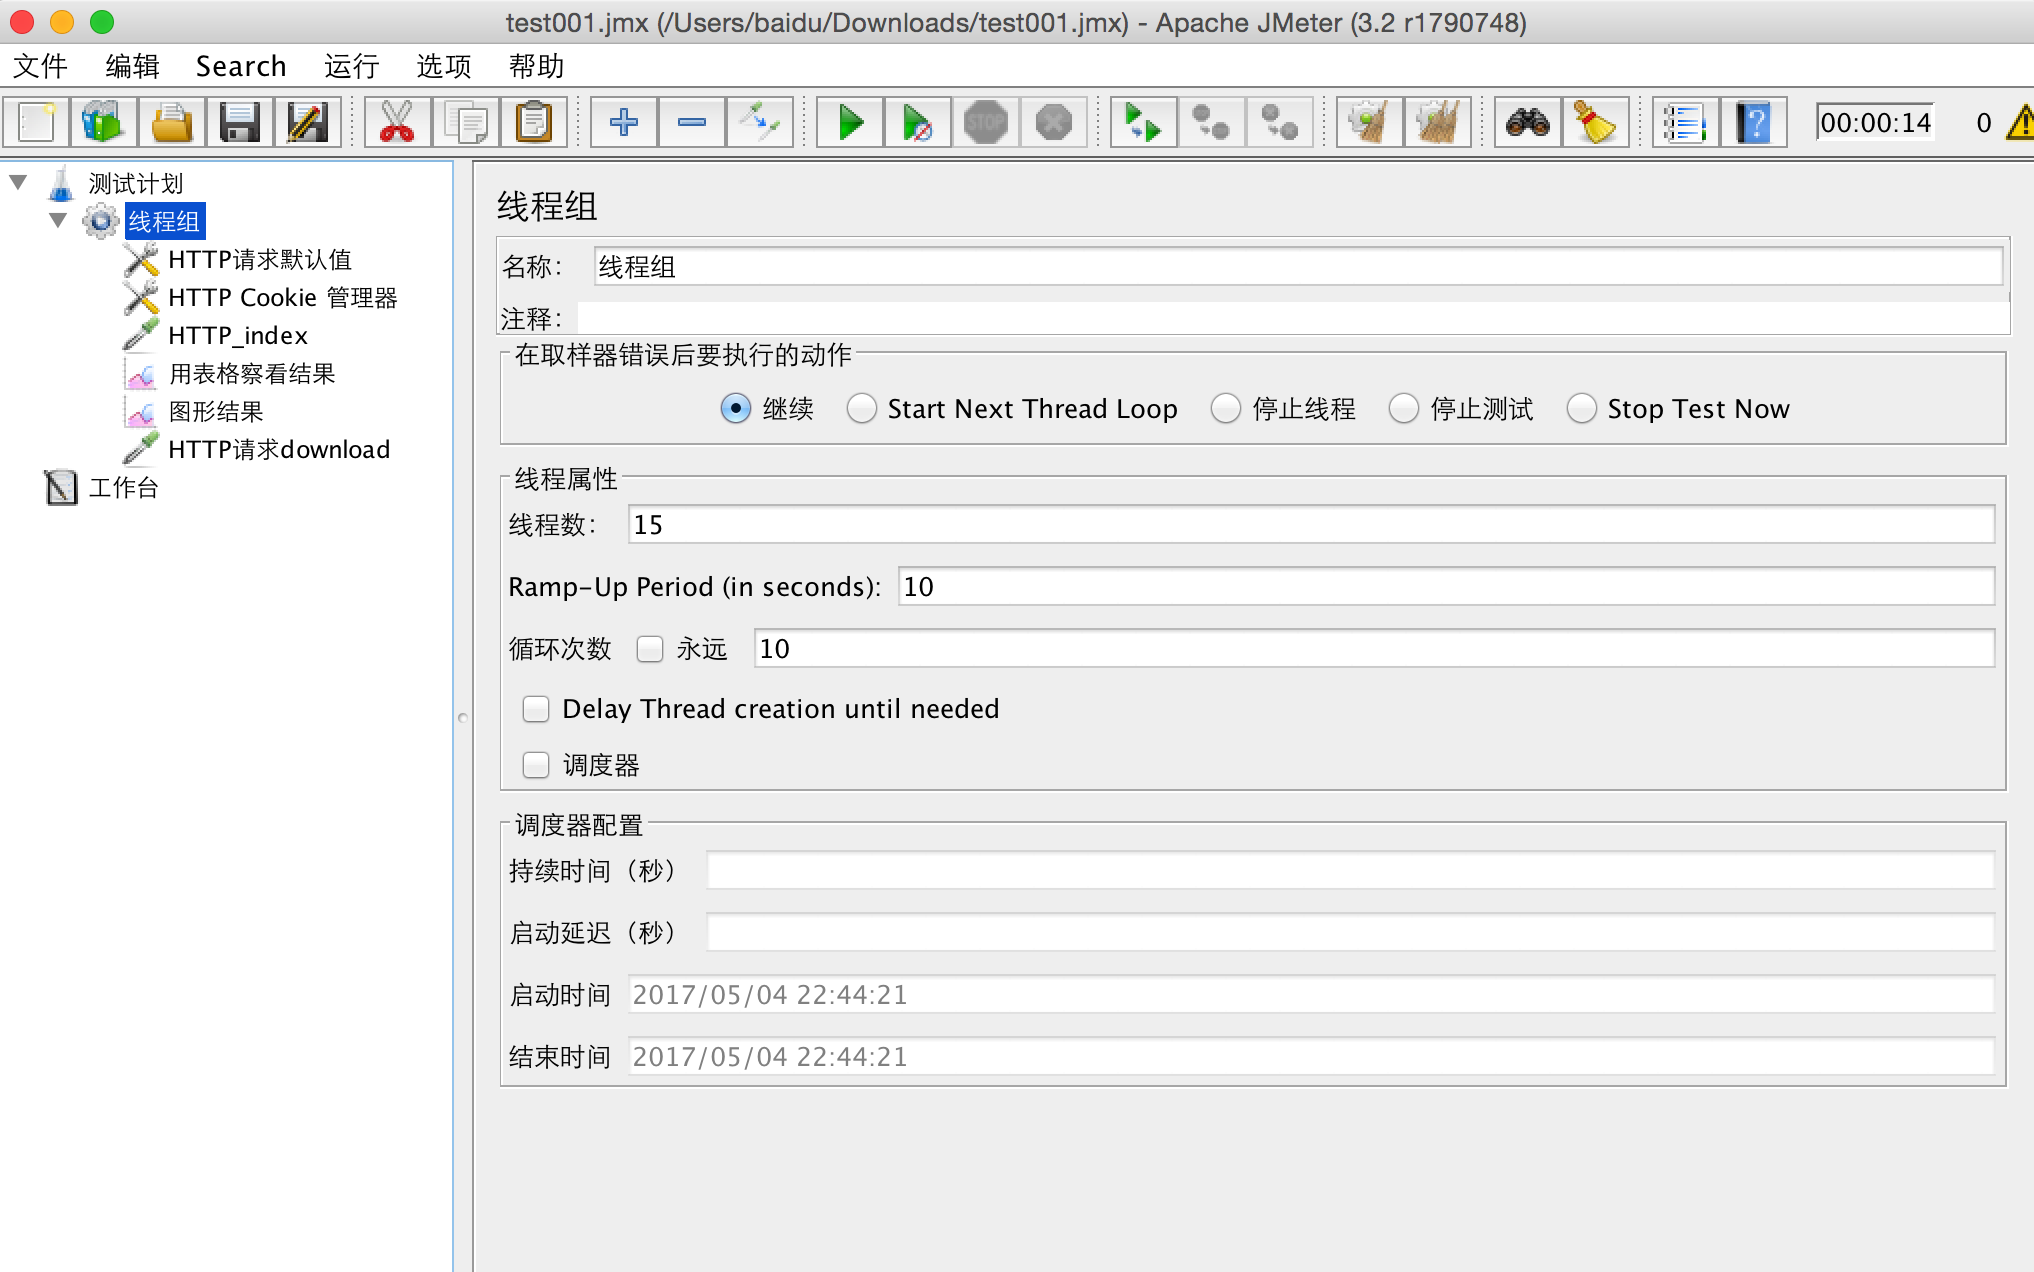 test001.jmx (/Users/baidu/Downloads/test001.jmx) - Apache JMeter (3.2 r1790748)
文件 编辑 Search 运行 选项 帮助
STOP 00:00:14 0
测试计划
线程组
HTTP请求默认值
HTTP Cookie 管理器
HTTP_index
用表格察看结果
图形结果
HTTP请求download
工作台
线程组
名称： 线程组
注释：
在取样器错误后要执行的动作
继续 Start Next Thread Loop 停止线程 停止测试 Stop Test Now
线程属性
线程数： 15
Ramp-Up Period (in seconds): 10
循环次数 永远 10
Delay Thread creation until needed
调度器
调度器配置
持续时间（秒）
启动延迟（秒）
启动时间 2017/05/04 22:44:21
结束时间 2017/05/04 22:44:21